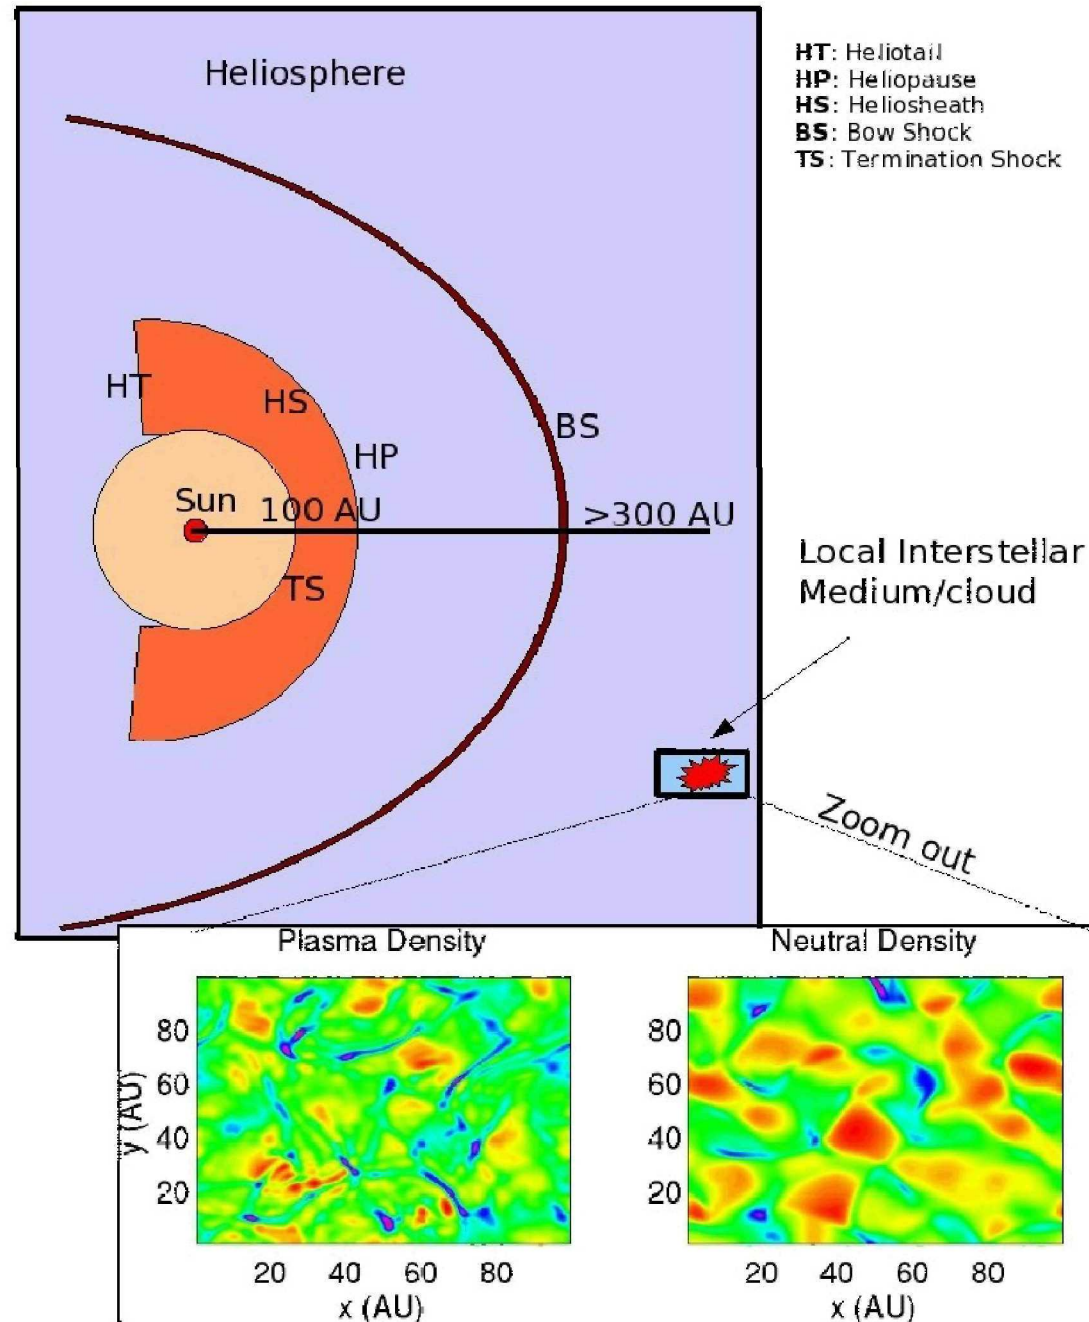 Heliosphere
HT: Heliotail
HP: Heliopause
HS: Heliosheath
BS: Bow Shock
TS: Termination Shock
HT
HS
HP
BS
Sun
100 AU
>300 AU
TS
Local Interstellar
Medium/cloud
Zoom out
Plasma Density
Neutral Density
80
60
40
20
y (AU)
20 40 60 80
x (AU)
80
60
40
20
20 40 60 80
x (AU)